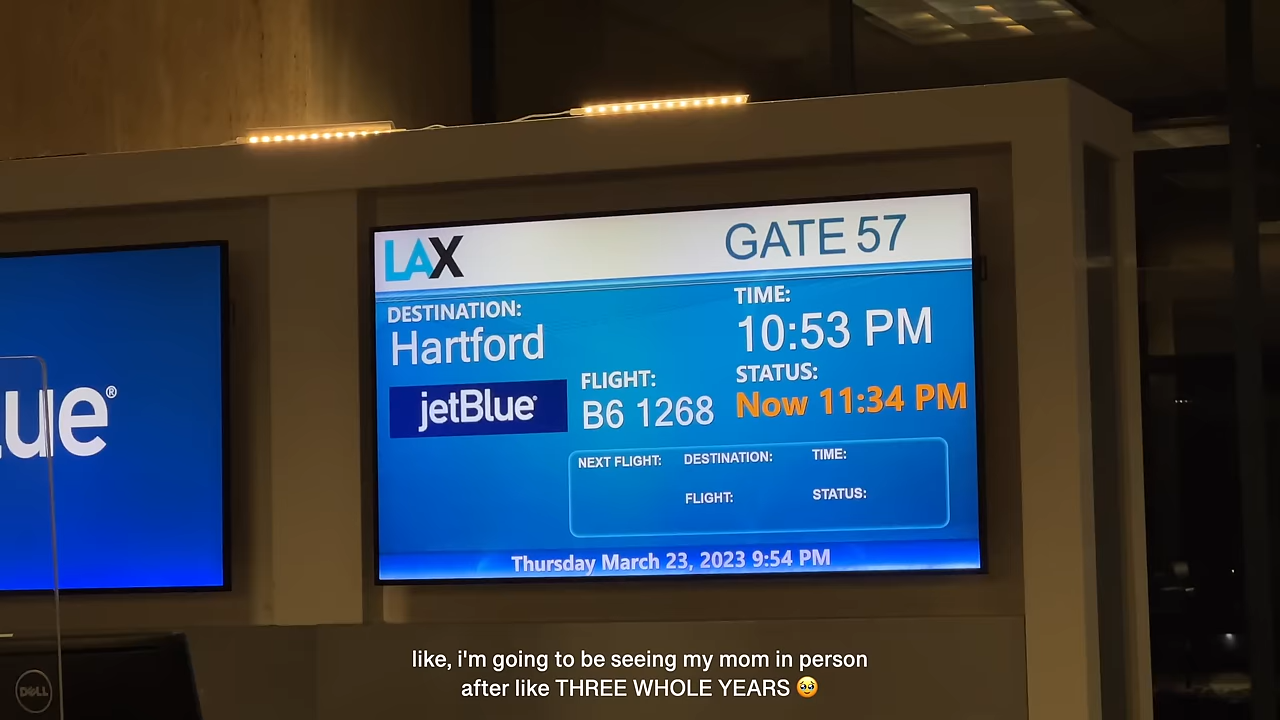 LAX
GATE 57
DESTINATION:
Hartford
TIME:
10:53 PM
jetBlue
FLIGHT:
B6 1268
STATUS:
Now 11:34 PM
NEXT FLIGHT:
DESTINATION:
TIME:
FLIGHT:
STATUS:
Thursday March 23, 2023 9:54 PM
ue®
DELL
like, i'm going to be seeing my mom in person
after like THREE WHOLE YEARS 🥹